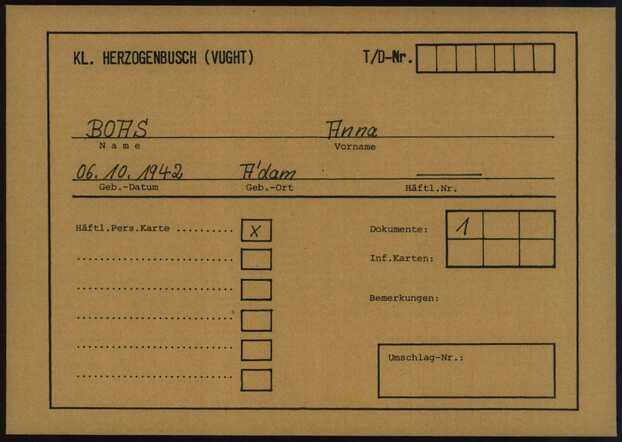 KL. HERZOGENBUSCH (VUGHT) T/D-Nr.
BOAS Anna
Name Vorname
06.10.1942 A'dam
Geb.-Datum Geb.-Ort Häftl.Nr.
Häftl.Pers.Karte .......... X Dokumente: 1
Inf.Karten:
Bemerkungen:
Umschlag-Nr.: